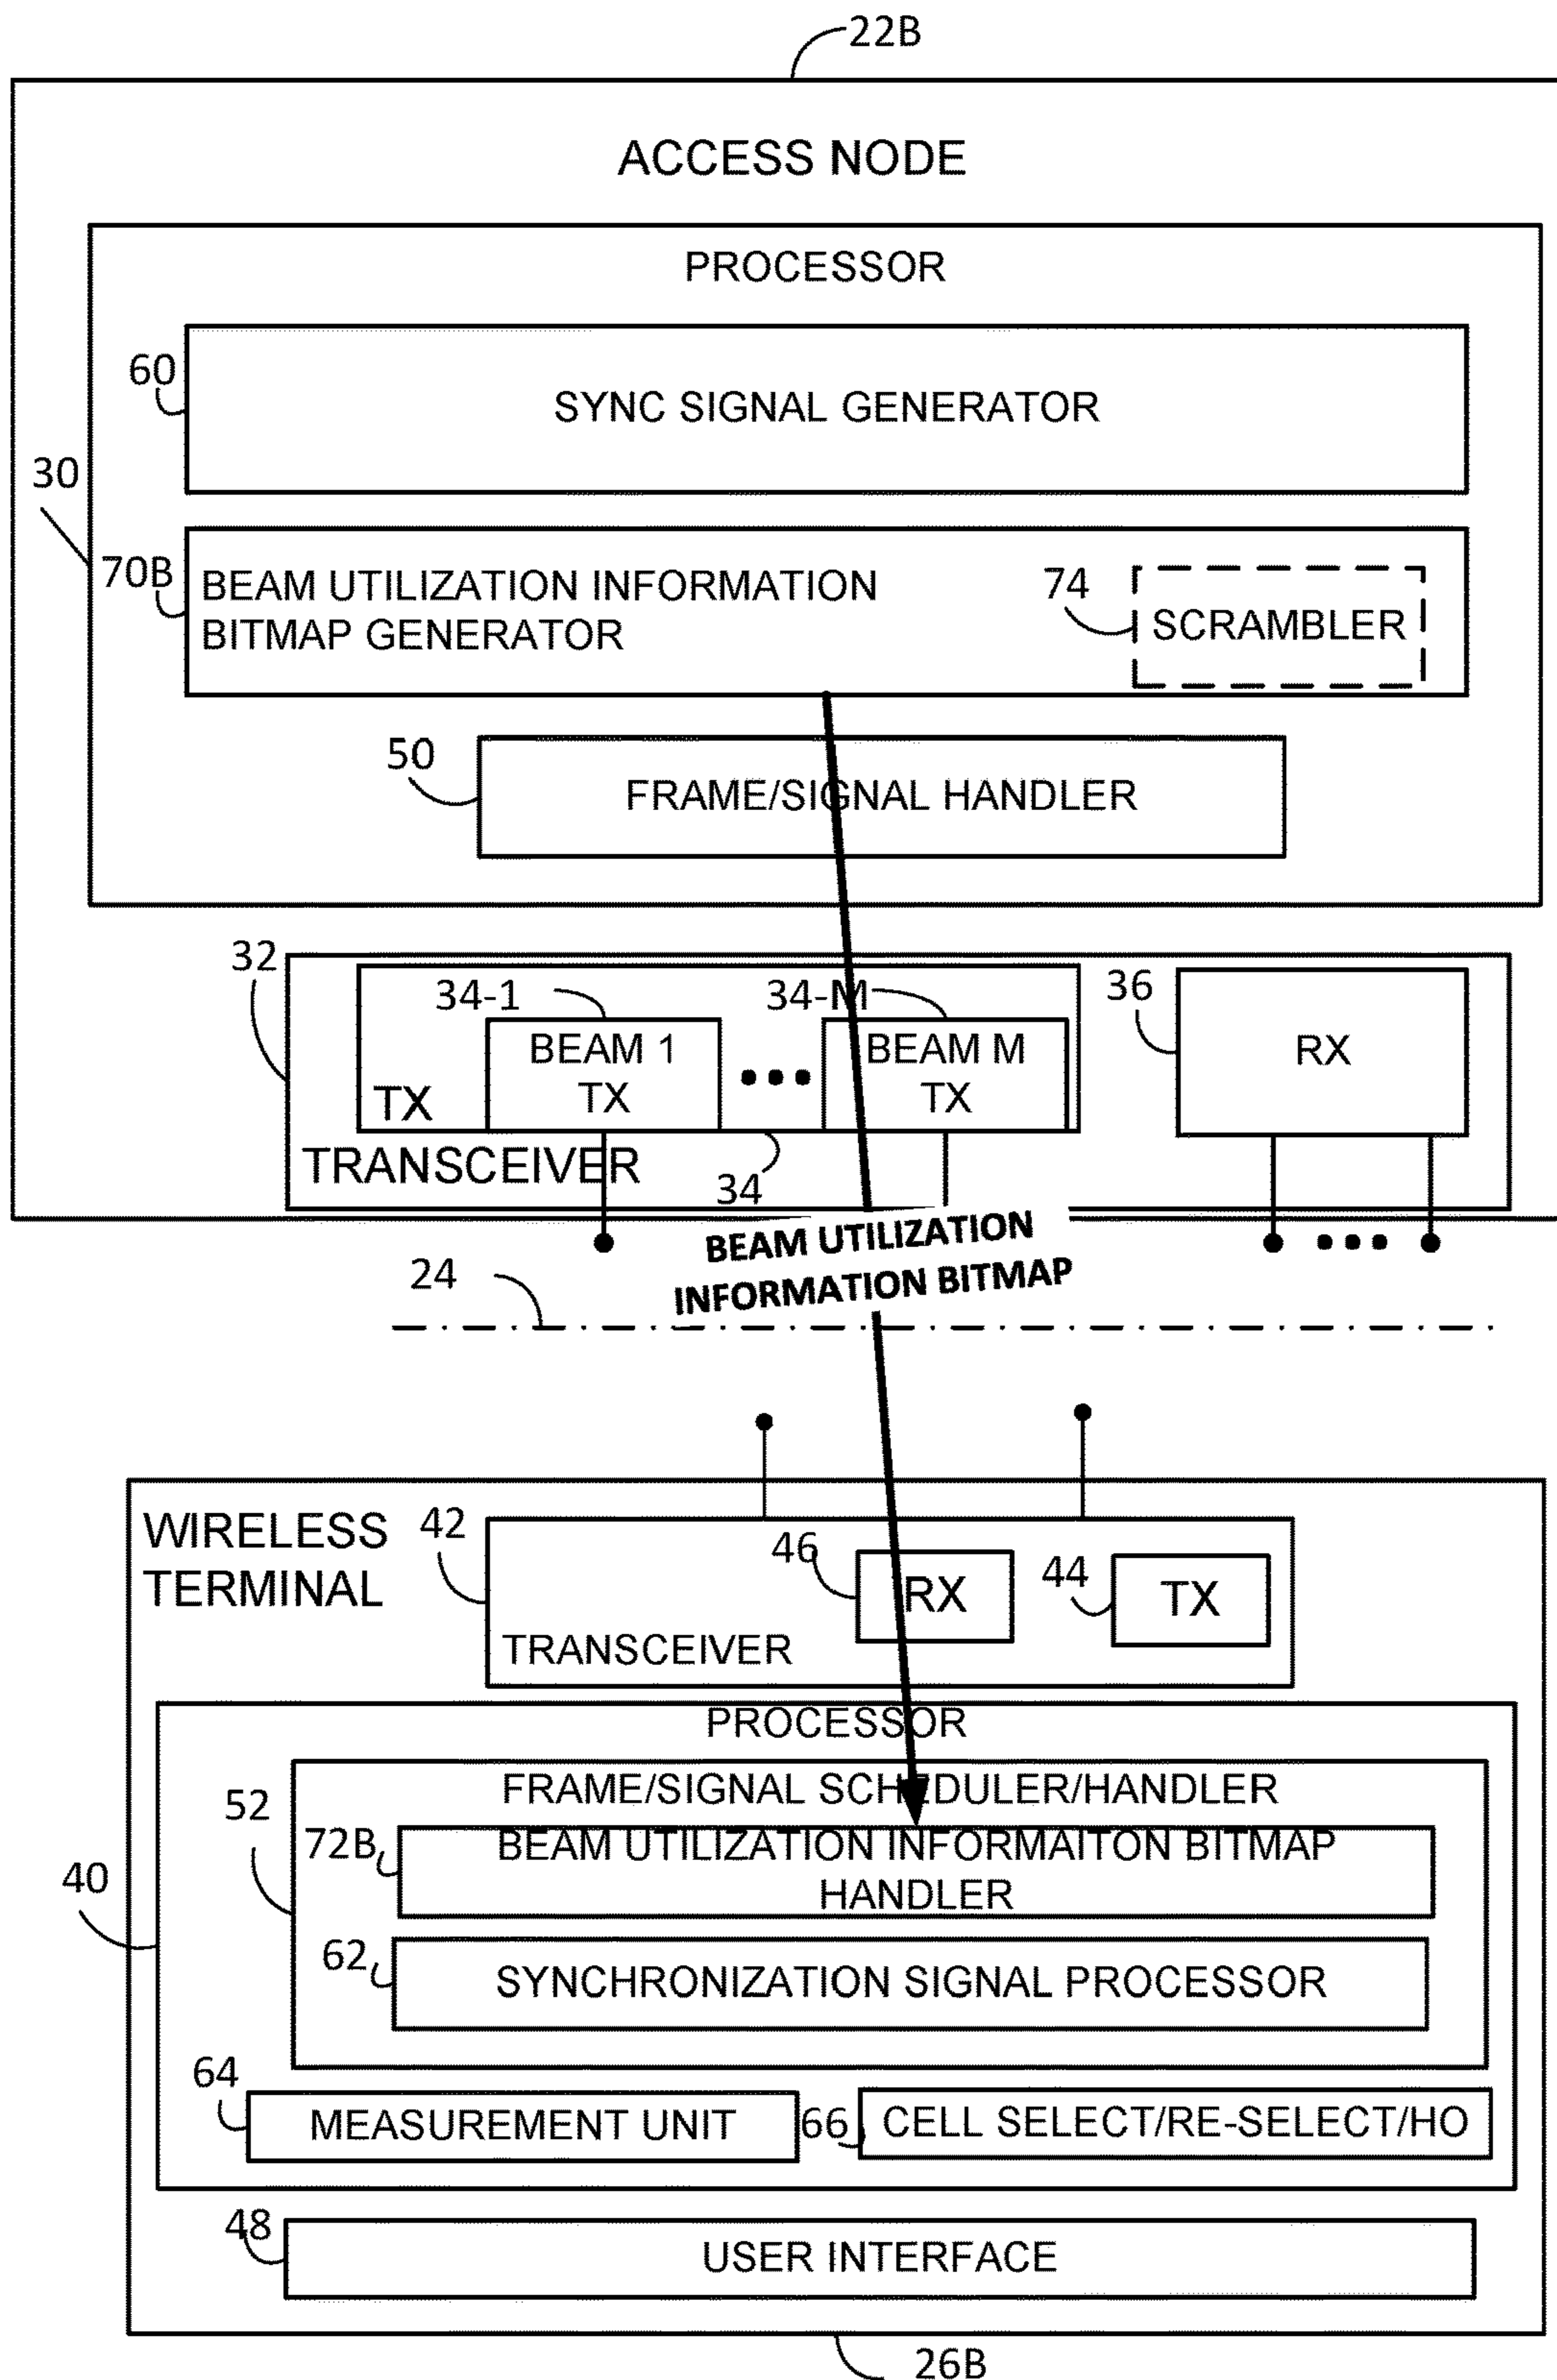 22B
ACCESS NODE
PROCESSOR
60
SYNC SIGNAL GENERATOR
30
70B
BEAM UTILIZATION INFORMATION
BITMAP GENERATOR
74
SCRAMBLER
50
FRAME/SIGNAL HANDLER
32
34-1
34-M
36
BEAM 1
TX
BEAM M
TX
RX
TX
TRANSCEIVER
34
BEAM UTILIZATION
INFORMATION BITMAP
24
WIRELESS
TERMINAL
42
46
RX
44
TX
TRANSCEIVER
PROCESSOR
FRAME/SIGNAL SCHEDULER/HANDLER
52
72B
BEAM UTILIZATION INFORMAITON BITMAP
HANDLER
40
62
SYNCHRONIZATION SIGNAL PROCESSOR
64
MEASUREMENT UNIT
66
CELL SELECT/RE-SELECT/HO
48
USER INTERFACE
26B